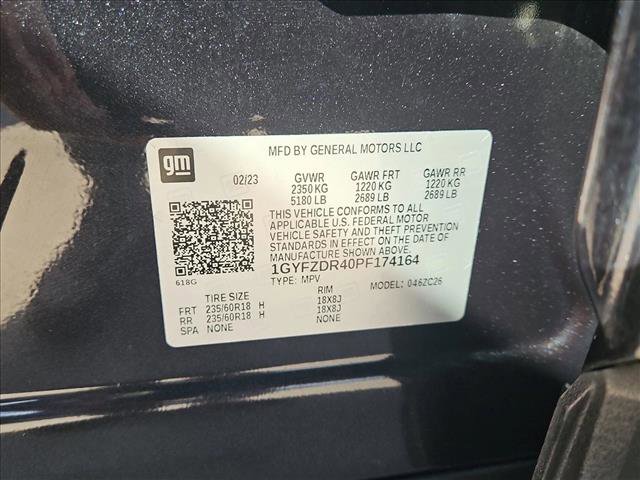 gm
MFD BY GENERAL MOTORS LLC
02/23 GVWR GAWR FRT GAWR RR
2350 KG 1220 KG 1220 KG
5180 LB 2689 LB 2689 LB
THIS VEHICLE CONFORMS TO ALL
APPLICABLE U.S. FEDERAL MOTOR
VEHICLE SAFETY AND THEFT PREVENTION
STANDARDS IN EFFECT ON THE DATE OF
MANUFACTURE SHOWN ABOVE.
1GYFZDR40PF174164
618G TYPE: MPV MODEL: 046ZC26
TIRE SIZE RIM
FRT 235/60R18 H 18X8J
RR 235/60R18 H 18X8J
SPA NONE NONE